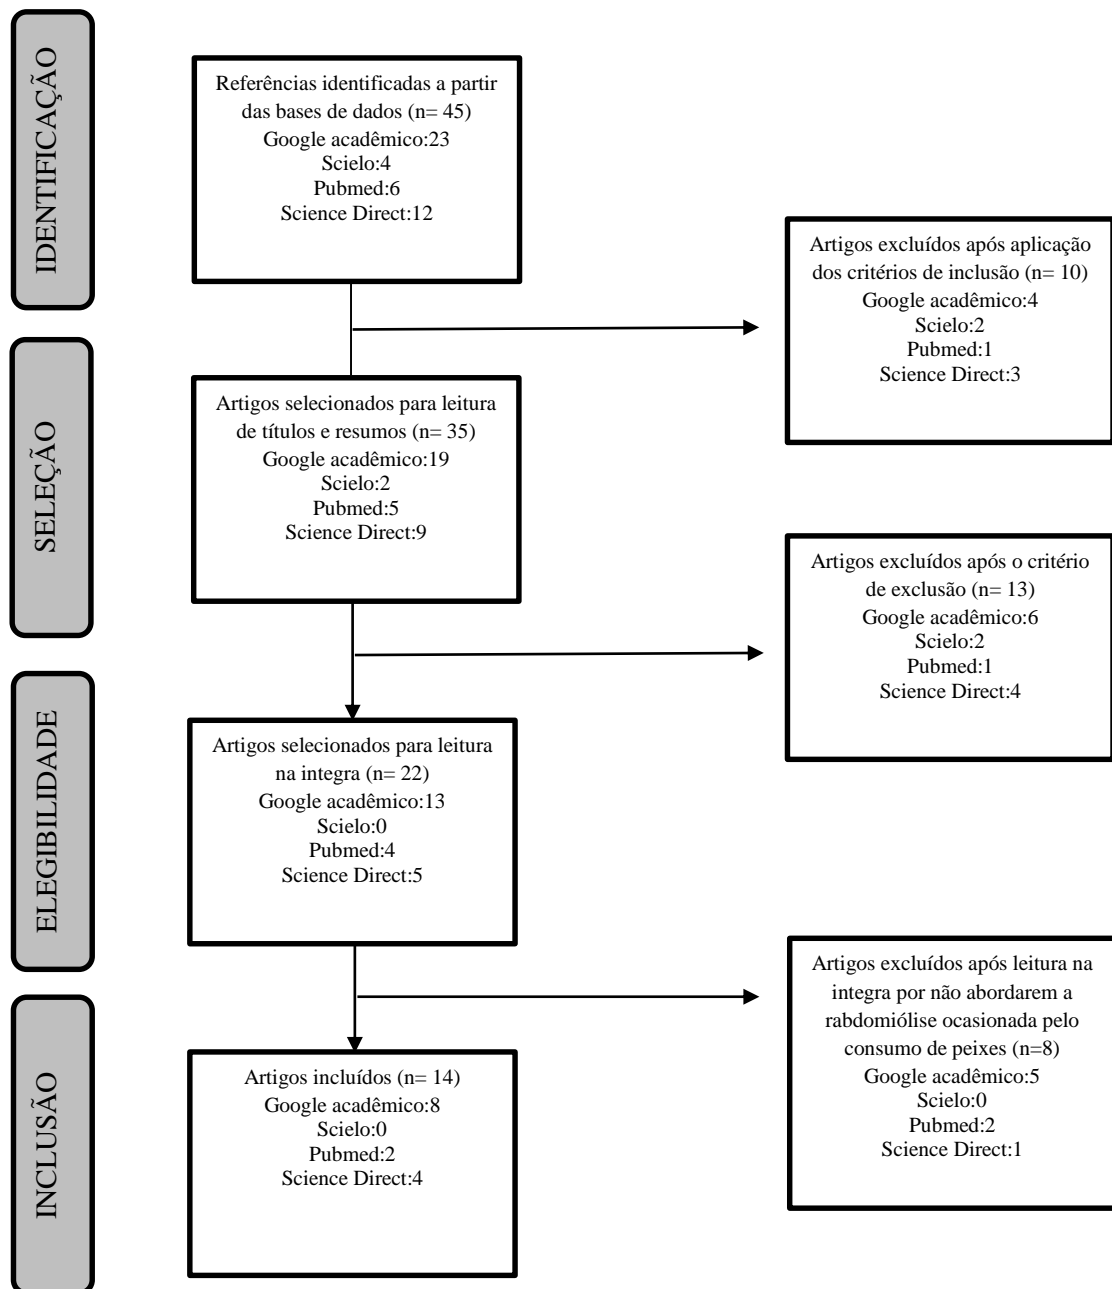 IDENTIFICAÇÃO
Referências identificadas a partir
das bases de dados (n= 45)
Google acadêmico:23
Scielo:4
Pubmed:6
Science Direct:12
Artigos excluídos após aplicação
dos critérios de inclusão (n= 10)
Google acadêmico:4
Scielo:2
Pubmed:1
Science Direct:3
SELEÇÃO
Artigos selecionados para leitura
de títulos e resumos (n= 35)
Google acadêmico:19
Scielo:2
Pubmed:5
Science Direct:9
Artigos excluídos após o critério
de exclusão (n= 13)
Google acadêmico:6
Scielo:2
Pubmed:1
Science Direct:4
ELEGIBILIDADE
Artigos selecionados para leitura
na integra (n= 22)
Google acadêmico:13
Scielo:0
Pubmed:4
Science Direct:5
Artigos excluídos após leitura na
integra por não abordarem a
rabdomiólise ocasionada pelo
consumo de peixes (n=8)
Google acadêmico:5
Scielo:0
Pubmed:2
Science Direct:1
INCLUSÃO
Artigos incluídos (n= 14)
Google acadêmico:8
Scielo:0
Pubmed:2
Science Direct:4